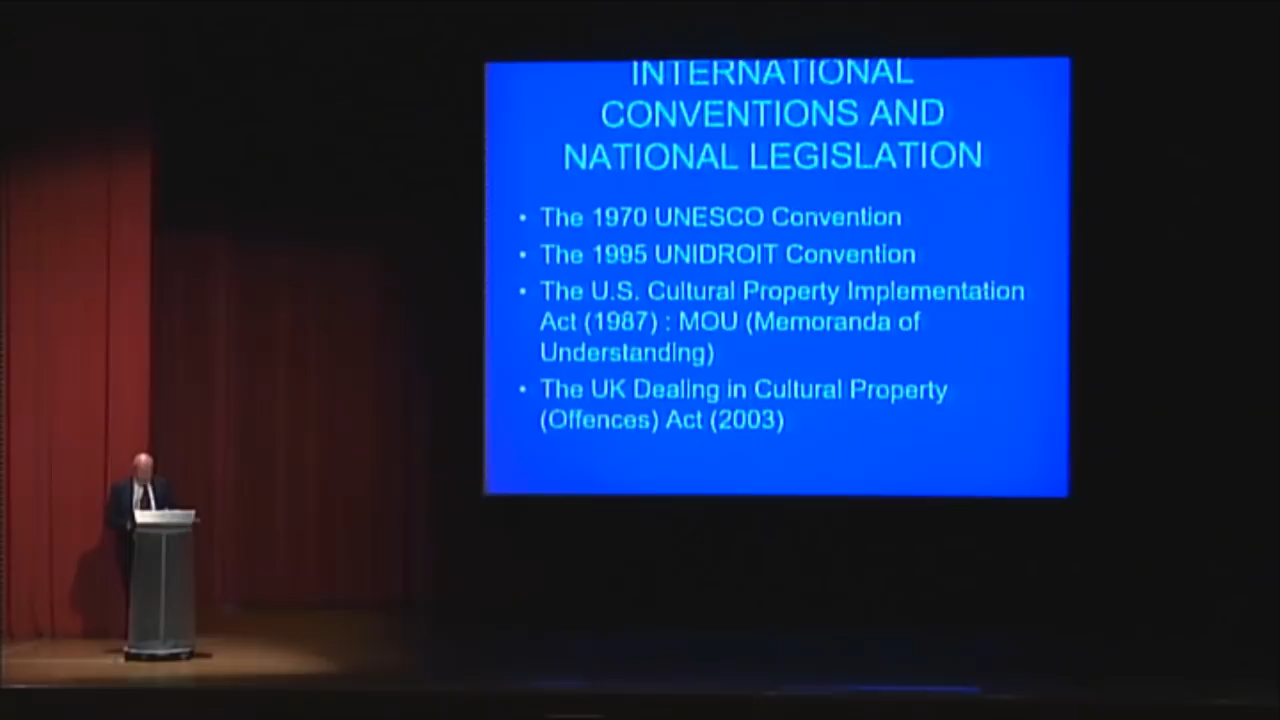 INTERNATIONAL
CONVENTIONS AND
NATIONAL LEGISLATION
• The 1970 UNESCO Convention
• The 1995 UNIDROIT Convention
• The U.S. Cultural Property Implementation
Act (1987) : MOU (Memoranda of
Understanding)
• The UK Dealing in Cultural Property
(Offences) Act (2003)